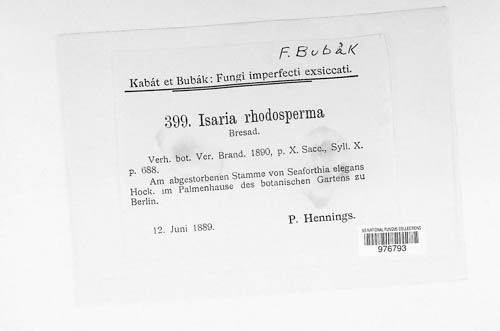 F. Bubák
Kabát et Bubák: Fungi imperfecti exsiccati.
399. Isaria rhodosperma
Bresad.
Verh. bot. Ver. Brand. 1890, p. X. Sacc., Syll. X.
p. 688.
Am abgestorbenen Stamme von Seaforthia elegans
Hock. im Palmenhause des botanischen Gartens zu
Berlin.
12. Juni 1889.
P. Hennings.
US NATIONAL FUNGUS COLLECTIONS
976793